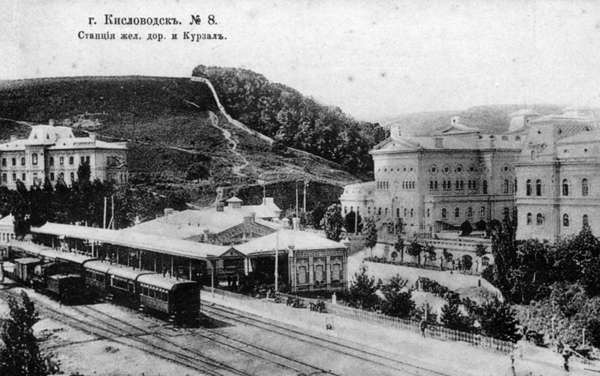 г. Кисловодскъ. № 8.
Станція жел. дор. и Курзалъ.